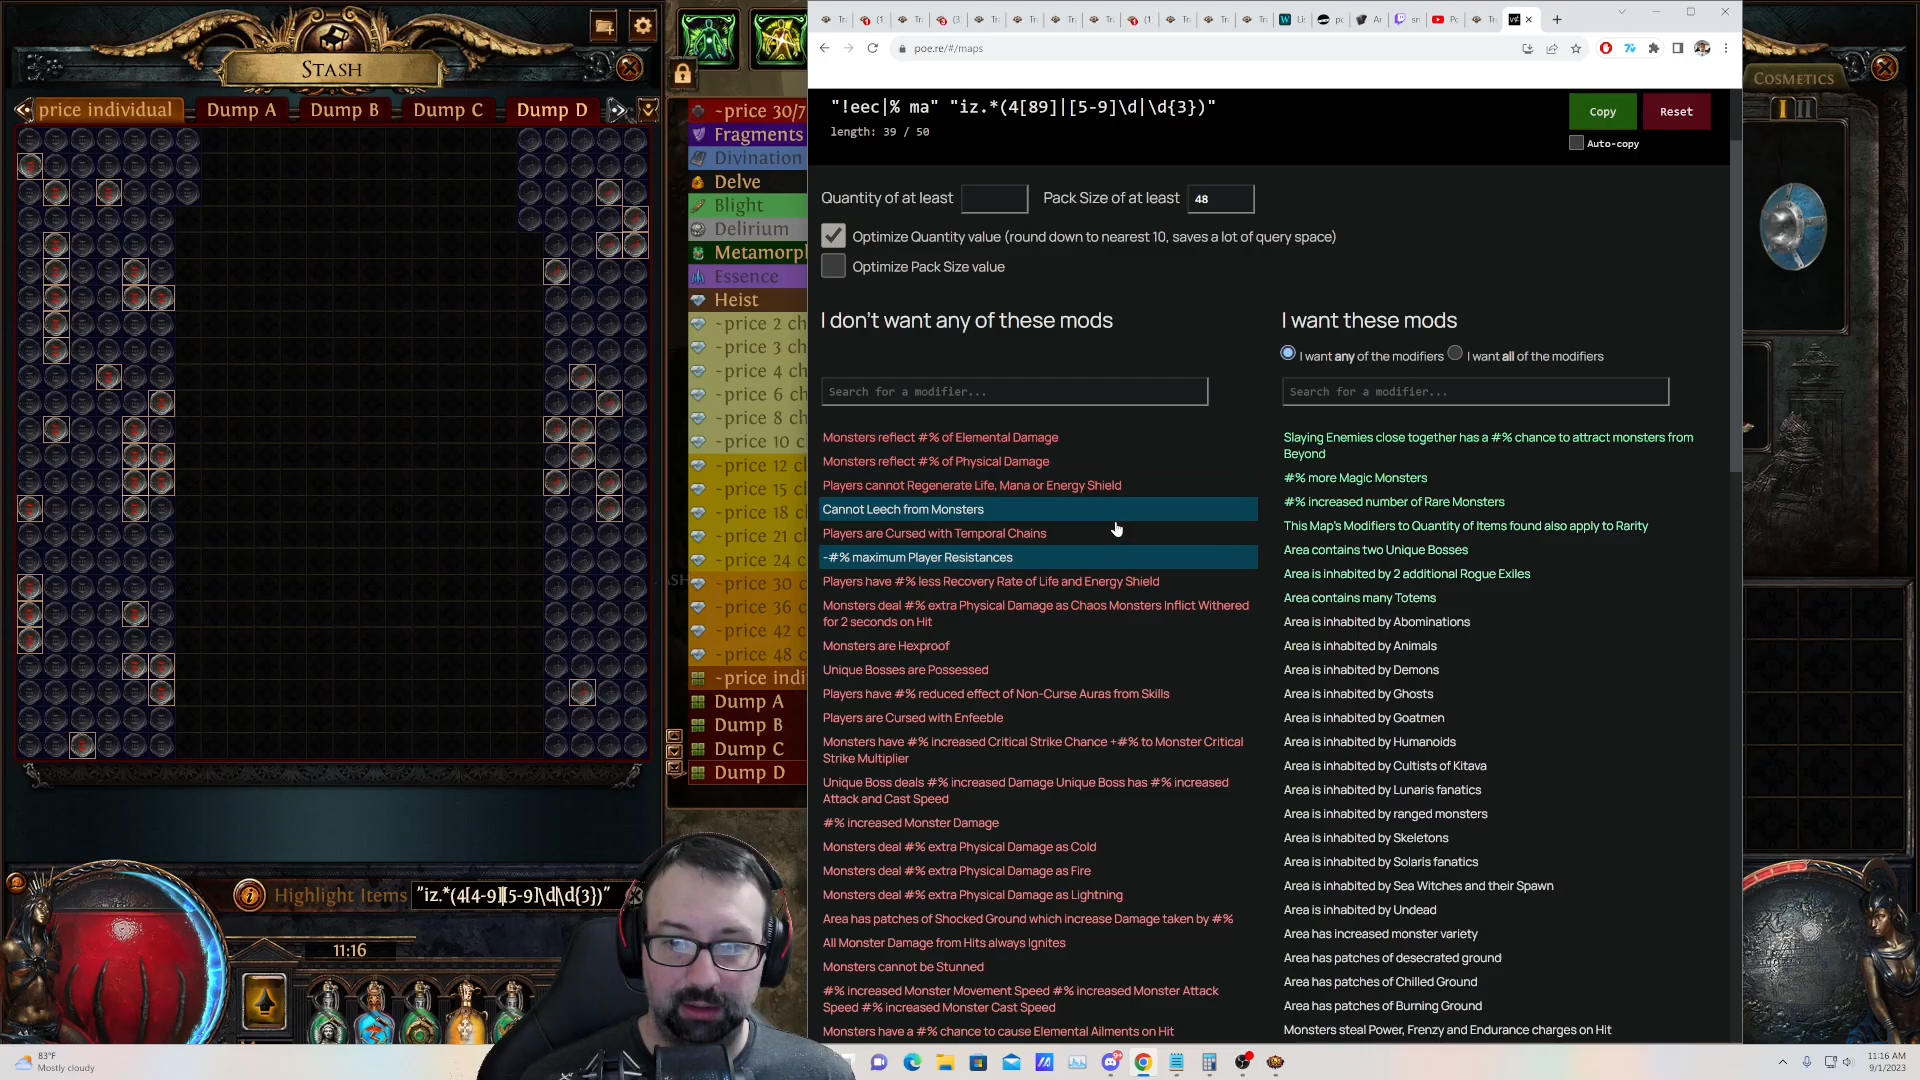 STASH
price individual
Dump A
Dump B
Dump C
Dump D
~price 30/7
Fragments
Divination
Delve
Blight
Delirium
Metamorph
Essence
Heist
~price 2 ch
~price 3 ch
~price 4 ch
~price 6 ch
~price 8 ch
~price 10 c
~price 12 c
~price 15 c
~price 18 c
~price 21 c
~price 24 c
~price 30 c
~price 36 c
~price 42 c
~price 48 c
~price indi
Dump A
Dump B
Dump C
Dump D
Highlight Items
"iz.*(4[4-9]|[5-9]\d|\d{3})"
11:16
poe.re/#/maps
"!eec|% ma" "iz.*(4[89]|[5-9]\d|\d{3})"
length: 39 / 50
Copy
Reset
Auto-copy
Quantity of at least
Pack Size of at least
48
Optimize Quantity value (round down to nearest 10, saves a lot of query space)
Optimize Pack Size value
I don't want any of these mods
Search for a modifier...
Monsters reflect #% of Elemental Damage
Monsters reflect #% of Physical Damage
Players cannot Regenerate Life, Mana or Energy Shield
Cannot Leech from Monsters
Players are Cursed with Temporal Chains
-#% maximum Player Resistances
Players have #% less Recovery Rate of Life and Energy Shield
Monsters deal #% extra Physical Damage as Chaos Monsters Inflict Withered
for 2 seconds on Hit
Monsters are Hexproof
Unique Bosses are Possessed
Players have #% reduced effect of Non-Curse Auras from Skills
Players are Cursed with Enfeeble
Monsters have #% increased Critical Strike Chance +#% to Monster Critical
Strike Multiplier
Unique Boss deals #% increased Damage Unique Boss has #% increased
Attack and Cast Speed
#% increased Monster Damage
Monsters deal #% extra Physical Damage as Cold
Monsters deal #% extra Physical Damage as Fire
Monsters deal #% extra Physical Damage as Lightning
Area has patches of Shocked Ground which increase Damage taken by #%
All Monster Damage from Hits always Ignites
Monsters cannot be Stunned
#% increased Monster Movement Speed #% increased Monster Attack
Speed #% increased Monster Cast Speed
Monsters have a #% chance to cause Elemental Ailments on Hit
I want these mods
I want any of the modifiers
I want all of the modifiers
Search for a modifier...
Slaying Enemies close together has a #% chance to attract monsters from
Beyond
#% more Magic Monsters
#% increased number of Rare Monsters
This Map's Modifiers to Quantity of Items found also apply to Rarity
Area contains two Unique Bosses
Area is inhabited by 2 additional Rogue Exiles
Area contains many Totems
Area is inhabited by Abominations
Area is inhabited by Animals
Area is inhabited by Demons
Area is inhabited by Ghosts
Area is inhabited by Goatmen
Area is inhabited by Humanoids
Area is inhabited by Cultists of Kitava
Area is inhabited by Lunaris fanatics
Area is inhabited by ranged monsters
Area is inhabited by Skeletons
Area is inhabited by Solaris fanatics
Area is inhabited by Sea Witches and their Spawn
Area is inhabited by Undead
Area has increased monster variety
Area has patches of desecrated ground
Area has patches of Chilled Ground
Area has patches of Burning Ground
Monsters steal Power, Frenzy and Endurance charges on Hit
COSMETICS
I II
83°F
Mostly cloudy
11:16 AM
9/1/2023